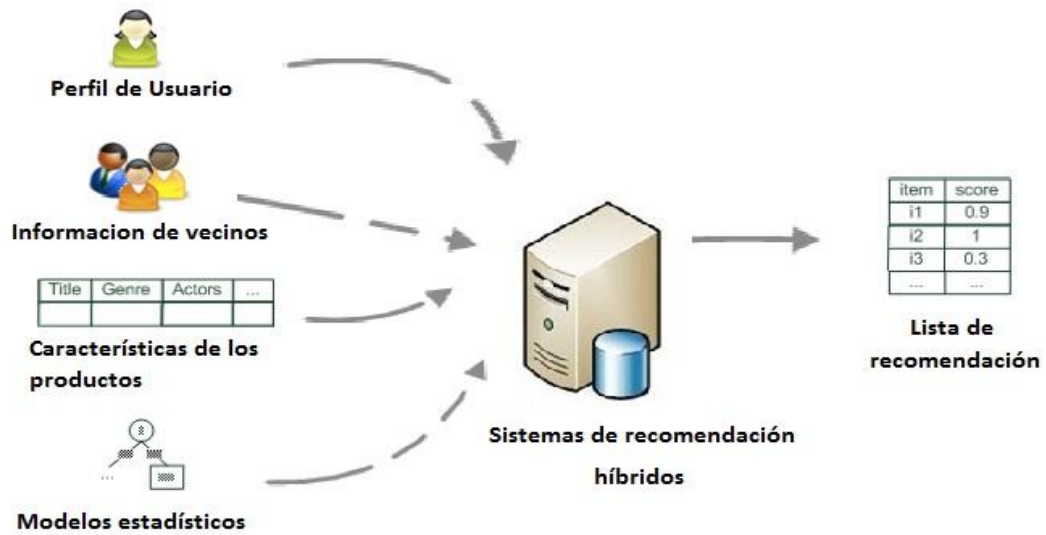 Perfil de Usuario
Informacion de vecinos
Title Genre Actors ...
Características de los
productos
...
Modelos estadísticos
Sistemas de recomendación
híbridos
item score
i1 0.9
i2 1
i3 0.3
... ...
Lista de
recomendación